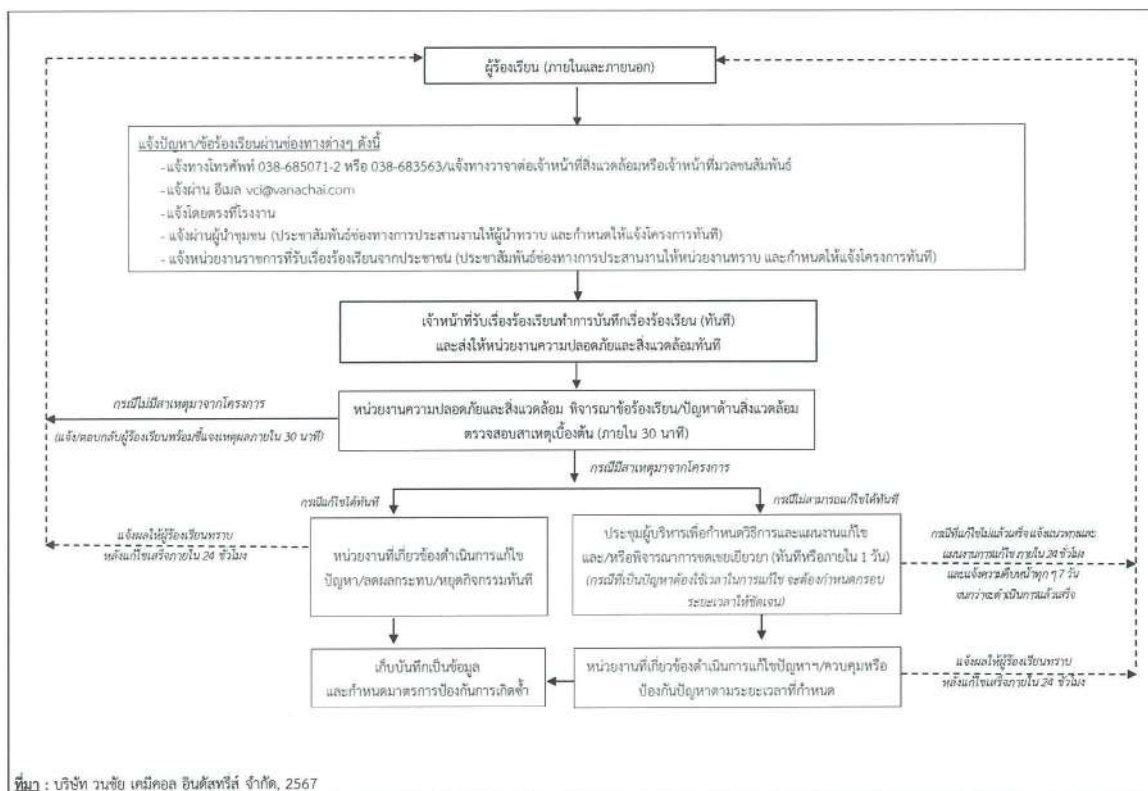 ผู้ร้องเรียน (ภายในและภายนอก)
แจ้งปัญหา/ข้อร้องเรียนผ่านช่องทางต่างๆ ดังนี้
-แจ้งทางโทรศัพท์ 038-685071-2 หรือ 038-683563/แจ้งทางวาจาต่อเจ้าหน้าที่สิ่งแวดล้อมหรือเจ้าหน้าที่มวลชนสัมพันธ์
-แจ้งผ่าน อีเมล vci@vanachai.com
-แจ้งโดยตรงที่โรงงาน
- แจ้งผ่านผู้นำชุมชน (ประชาสัมพันธ์ช่องทางการประสานงานให้ผู้นำทราบ และกำหนดให้แจ้งโครงการทันที)
- แจ้งหน่วยงานราชการที่รับเรื่องร้องเรียนจากประชาชน (ประชาสัมพันธ์ช่องทางการประสานงานให้หน่วยงานทราบ และกำหนดให้แจ้งโครงการทันที)
เจ้าหน้าที่รับเรื่องร้องเรียนทำการบันทึกเรื่องร้องเรียน (ทันที)
และส่งให้หน่วยงานความปลอดภัยและสิ่งแวดล้อมทันที
กรณีไม่มีสาเหตุมาจากโครงการ
(แจ้ง/ตอบกลับผู้ร้องเรียนพร้อมชี้แจงเหตุผลภายใน 30 นาที)
หน่วยงานความปลอดภัยและสิ่งแวดล้อม พิจารณาข้อร้องเรียน/ปัญหาด้านสิ่งแวดล้อม
ตรวจสอบสาเหตุเบื้องต้น (ภายใน 30 นาที)
กรณีมีสาเหตุมาจากโครงการ
กรณีแก้ไขได้ทันที
กรณีไม่สามารถแก้ไขได้ทันที
แจ้งผลให้ผู้ร้องเรียนทราบ
หลังแก้ไขเสร็จภายใน 24 ชั่วโมง
หน่วยงานที่เกี่ยวข้องดำเนินการแก้ไข
ปัญหา/ลดผลกระทบ/หยุดกิจกรรมทันที
ประชุมผู้บริหารเพื่อกำหนดวิธีการและแผนงานแก้ไข
และ/หรือพิจารณาการชดเชยเยียวยา (ทันทีหรือภายใน 1 วัน)
(กรณีที่เป็นปัญหาต้องใช้เวลาในการแก้ไข จะต้องกำหนดกรอบ
ระยะเวลาให้ชัดเจน)
กรณีที่แก้ไขไม่แล้วเสร็จ แจ้งแนวทางและ
แผนงานการแก้ไข ภายใน 24 ชั่วโมง
และแจ้งความคืบหน้าทุก ๆ 7 วัน
จนกว่าจะดำเนินการแล้วเสร็จ
เก็บบันทึกเป็นข้อมูล
และกำหนดมาตรการป้องกันการเกิดซ้ำ
หน่วยงานที่เกี่ยวข้องดำเนินการแก้ไขปัญหาฯ/ควบคุมหรือ
ป้องกันปัญหาตามระยะเวลาที่กำหนด
แจ้งผลให้ผู้ร้องเรียนทราบ
หลังแก้ไขเสร็จภายใน 24 ชั่วโมง
ที่มา : บริษัท วนชัย เคมีคอล อินดัสทรีส์ จำกัด, 2567